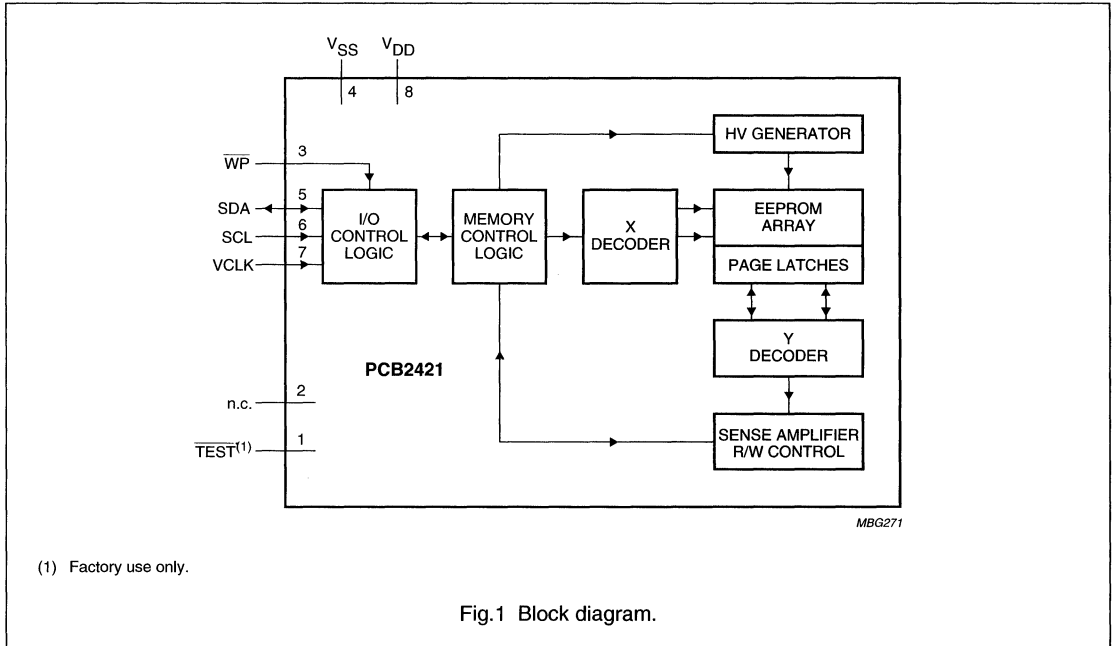 VSS VDD
4 8
HV GENERATOR
3
WP
SDA 5
I/O
CONTROL
LOGIC
MEMORY
CONTROL
LOGIC
X
DECODER
EEPROM
ARRAY
SCL 6
VCLK 7
PAGE LATCHES
Y
DECODER
PCB2421
n.c. 2
TEST(1) 1
SENSE AMPLIFIER
R/W CONTROL
MBG271
(1) Factory use only.
Fig.1 Block diagram.